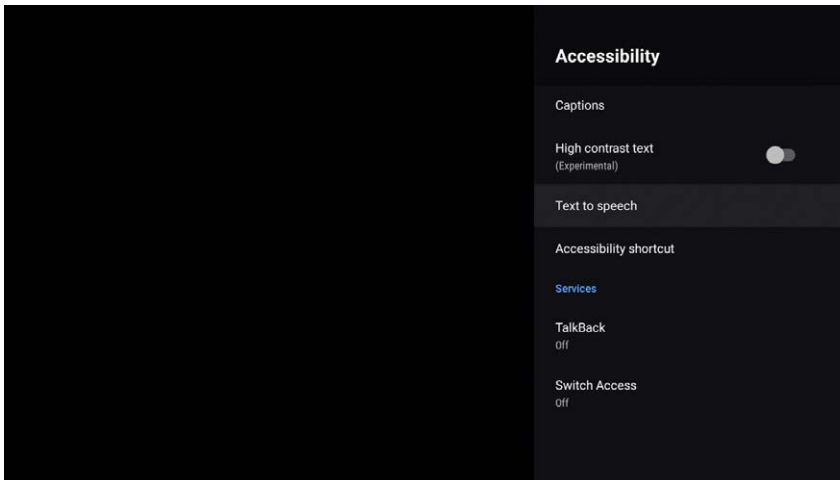 Accessibility
Captions
High contrast text
(Experimental)
Text to speech
Accessibility shortcut
Services
TalkBack
Off
Switch Access
Off